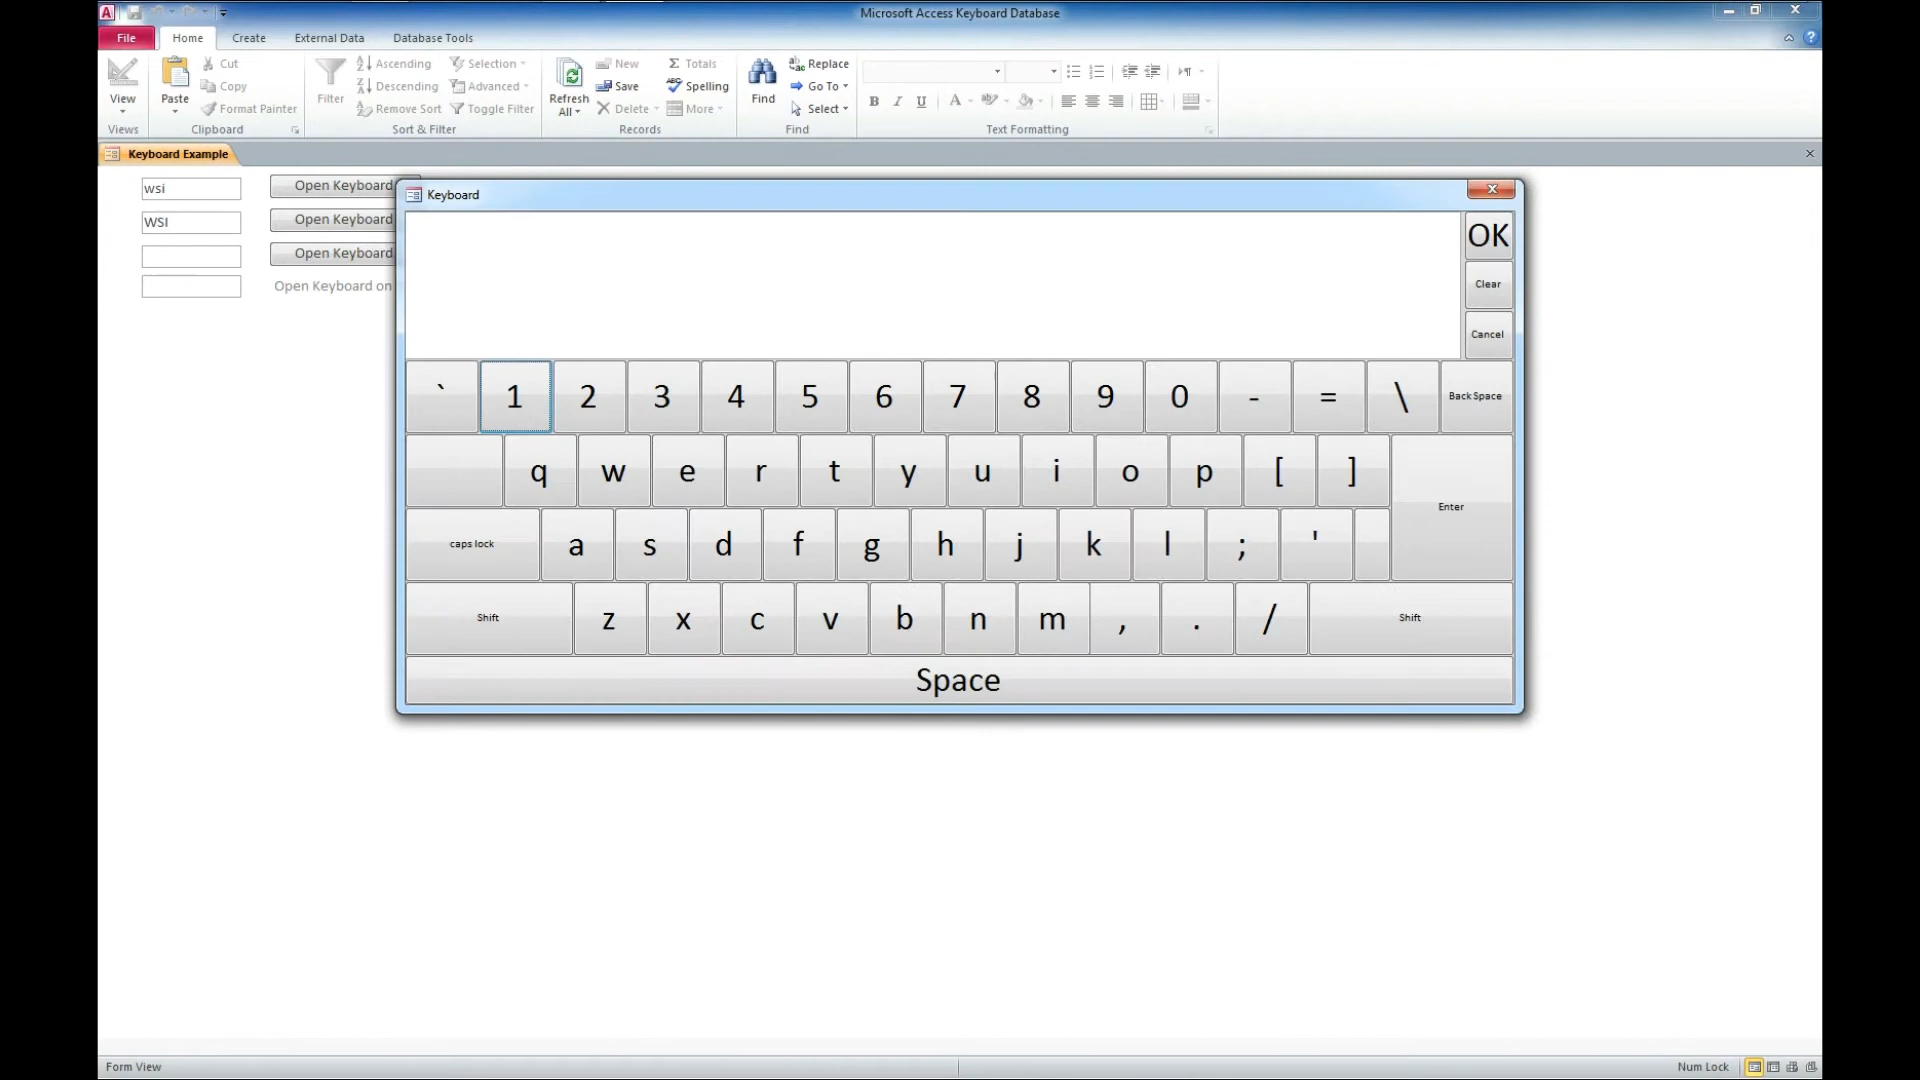 Microsoft Access Keyboard Database
File Home Create External Data Database Tools
View
Views
Paste
Cut
Copy
Format Painter
Clipboard
Filter
Ascending
Descending
Remove Sort
Selection
Advanced
Toggle Filter
Sort & Filter
Refresh
All
New
Save
Delete
Totals
Spelling
More
Records
Find
Replace
Go To
Select
Find
B I U A
Text Formatting
Keyboard Example
wsi Open Keyboard
WSI Open Keyboard
Open Keyboard
Open Keyboard on
Keyboard
OK
Clear
Cancel
` 1 2 3 4 5 6 7 8 9 0 - = \ Back Space
q w e r t y u i o p [ ]
Enter
caps lock a s d f g h j k l ; '
Shift z x c v b n m , . / Shift
Space
Form View Num Lock